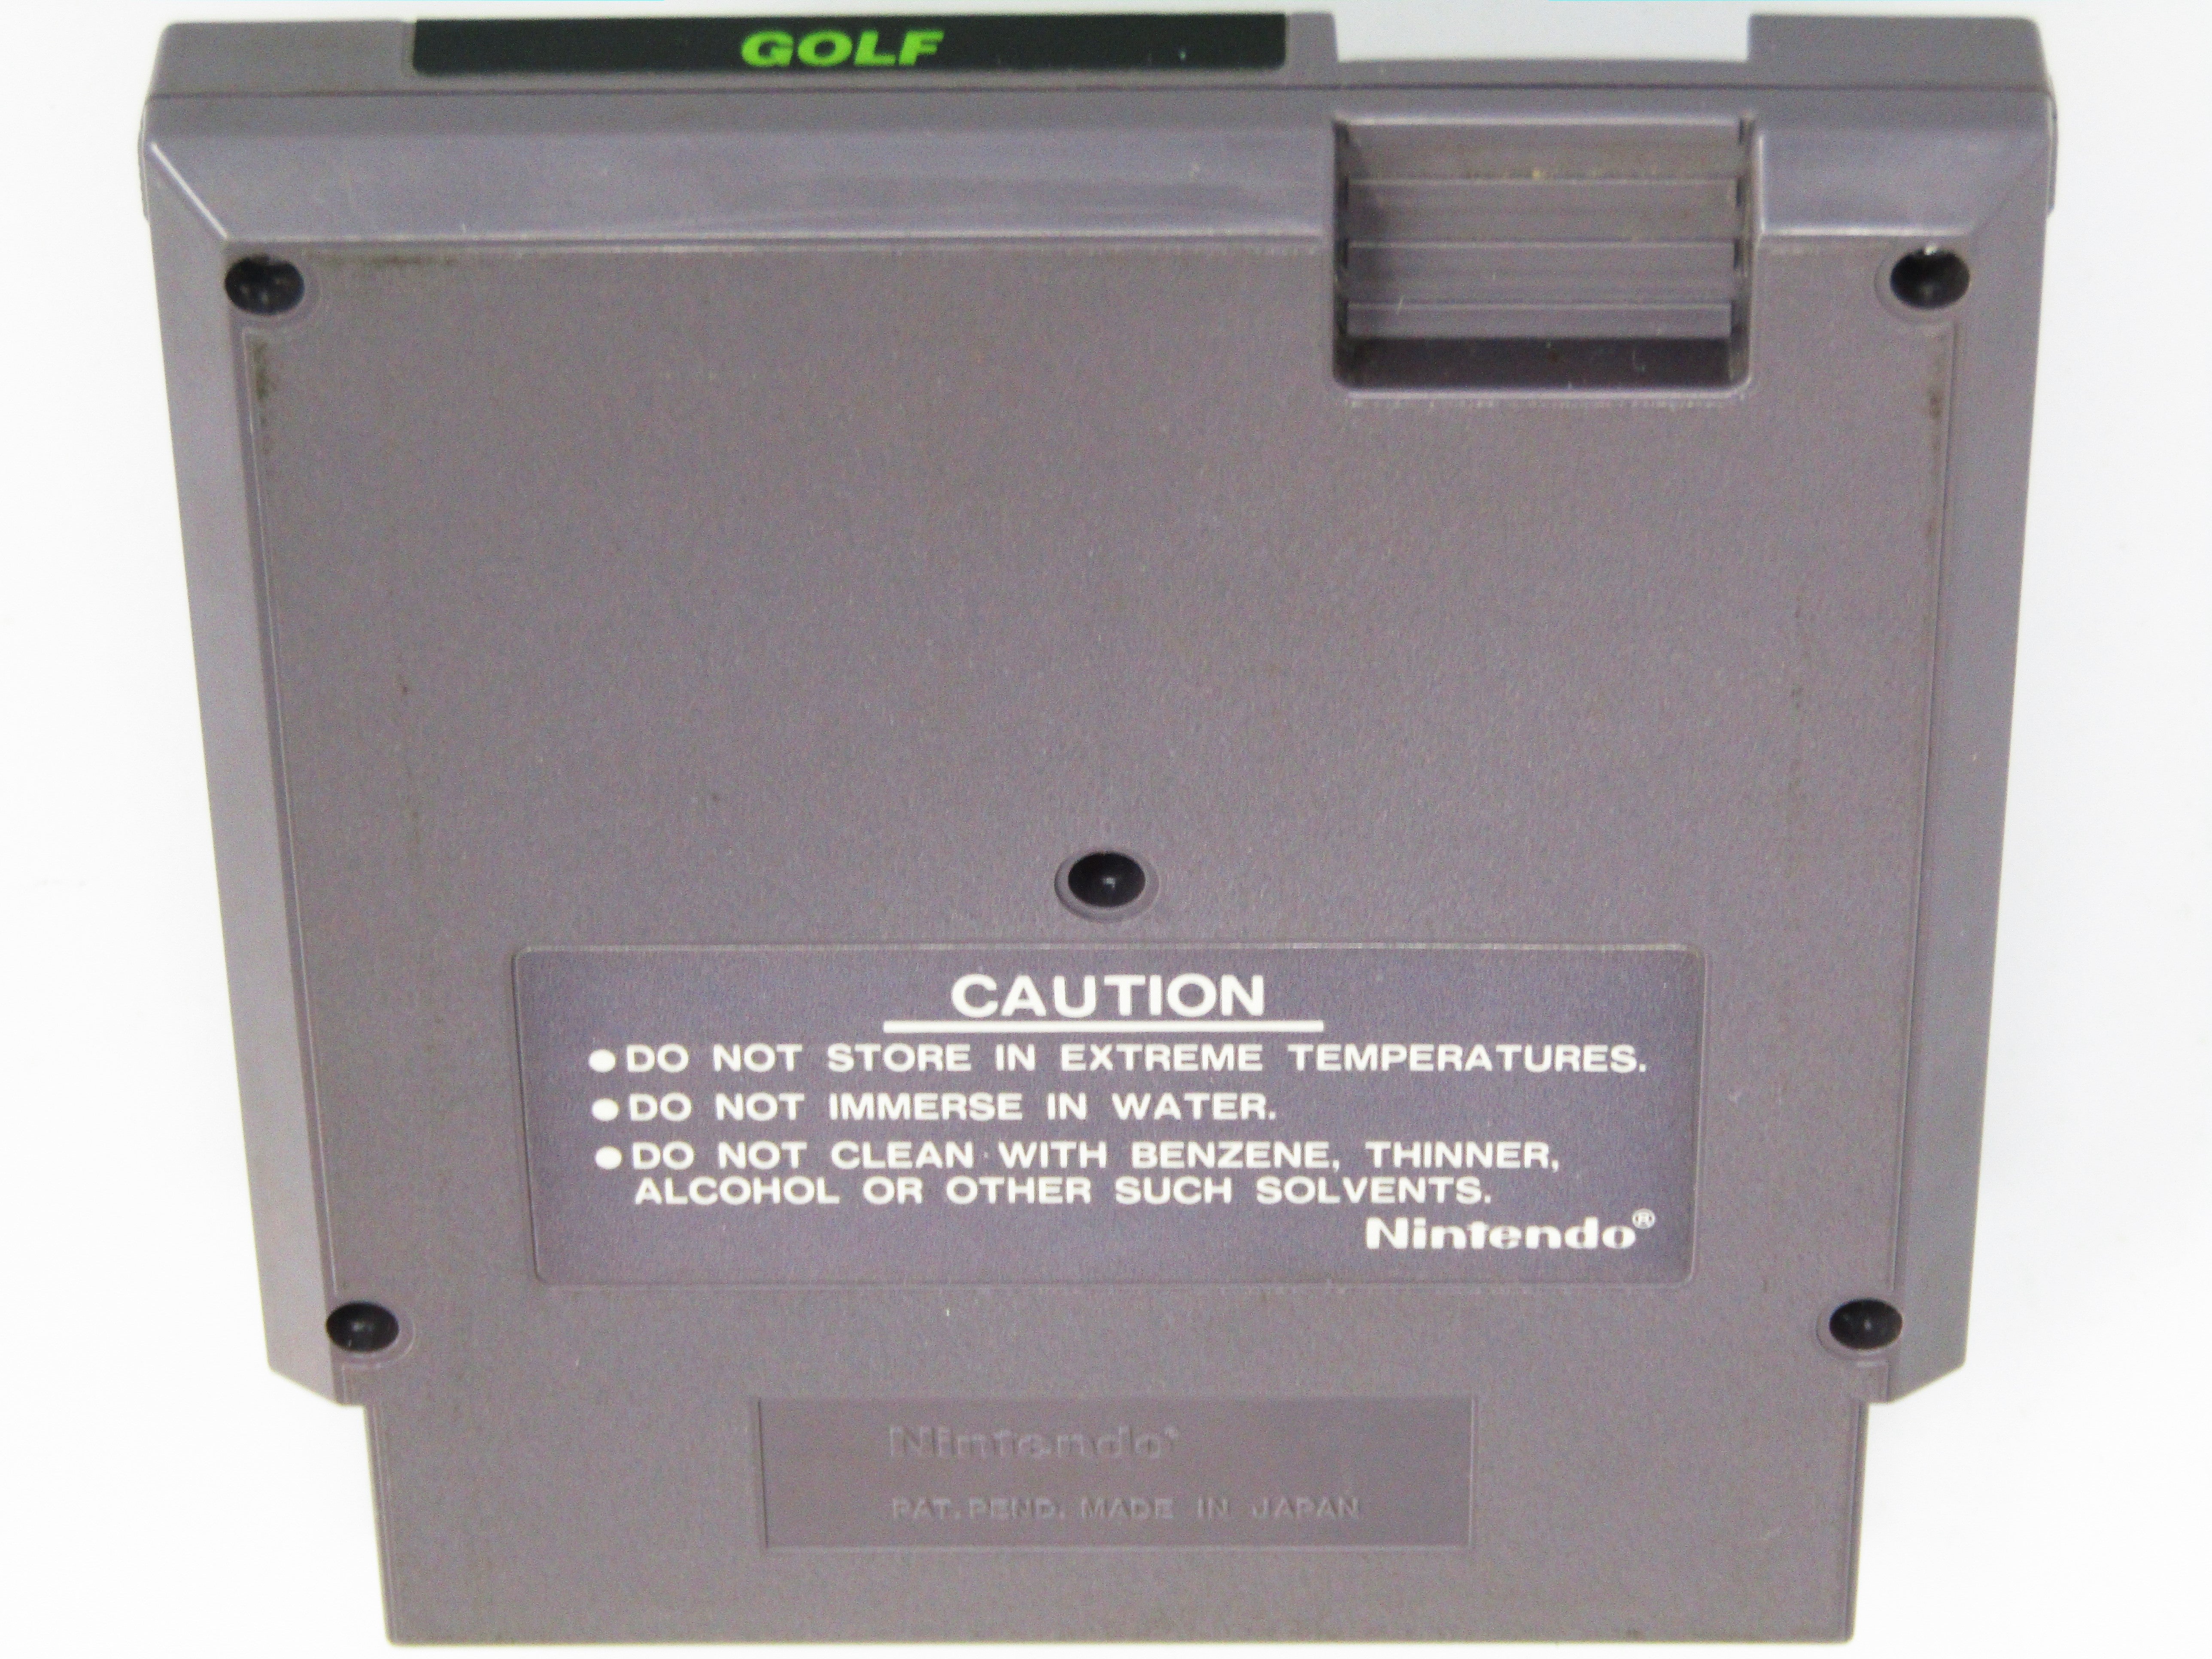 GOLF
CAUTION
●DO NOT STORE IN EXTREME TEMPERATURES.
●DO NOT IMMERSE IN WATER.
●DO NOT CLEAN WITH BENZENE, THINNER,
ALCOHOL OR OTHER SUCH SOLVENTS.
Nintendo®
Nintendo®
PAT. PEND. MADE IN JAPAN